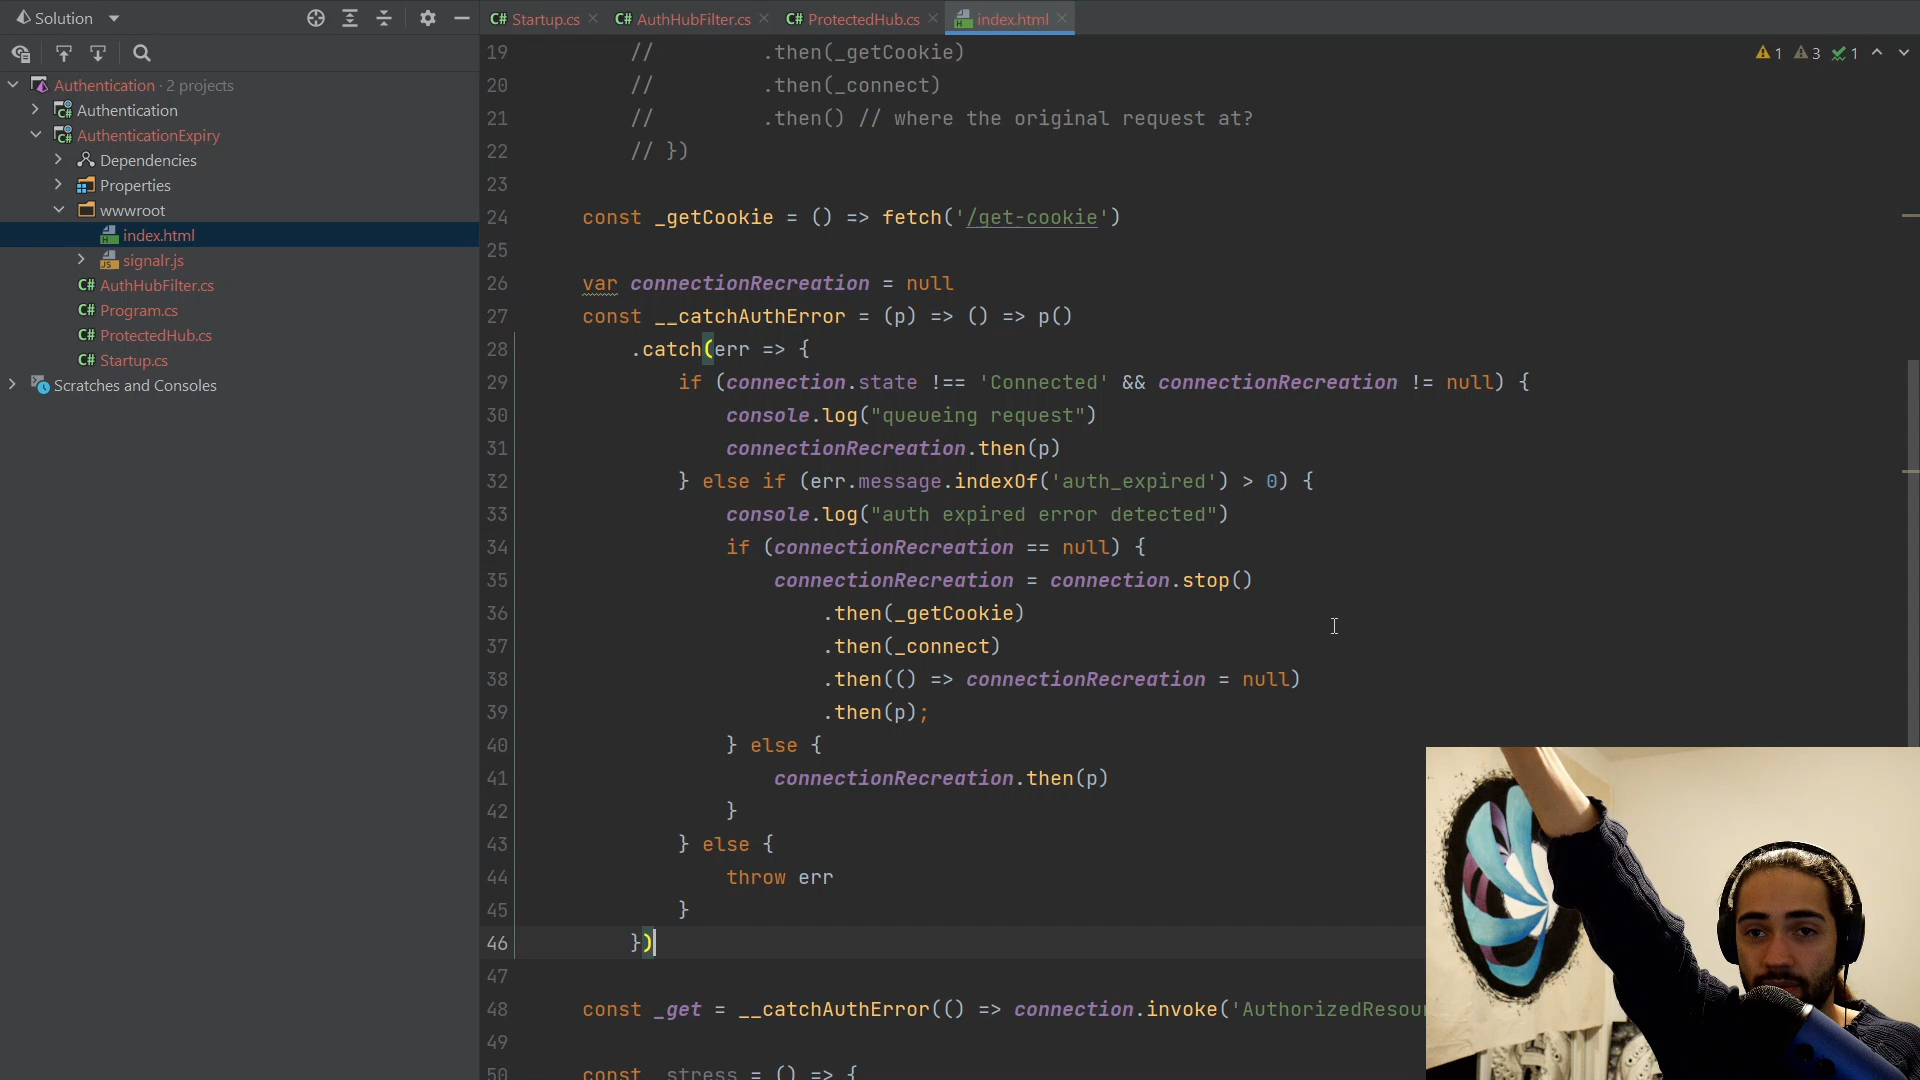 Solution
C# Startup.cs
C# AuthHubFilter.cs
C# ProtectedHub.cs
index.html
Authentication · 2 projects
Authentication
AuthenticationExpiry
Dependencies
Properties
wwwroot
index.html
signalr.js
C# AuthHubFilter.cs
C# Program.cs
C# ProtectedHub.cs
C# Startup.cs
Scratches and Consoles
1 3 1
19 // .then(_getCookie)
20 // .then(_connect)
21 // .then() // where the original request at?
22 // })
23
24 const _getCookie = () => fetch('/get-cookie')
25
26 var connectionRecreation = null
27 const __catchAuthError = (p) => () => p()
28 .catch(err => {
29 if (connection.state !== 'Connected' && connectionRecreation != null) {
30 console.log("queueing request")
31 connectionRecreation.then(p)
32 } else if (err.message.indexOf('auth_expired') > 0) {
33 console.log("auth expired error detected")
34 if (connectionRecreation == null) {
35 connectionRecreation = connection.stop()
36 .then(_getCookie)
37 .then(_connect)
38 .then(() => connectionRecreation = null)
39 .then(p);
40 } else {
41 connectionRecreation.then(p)
42 }
43 } else {
44 throw err
45 }
46 })
47
48 const _get = __catchAuthError(() => connection.invoke('AuthorizedResou
49
50 const _stress = () => {